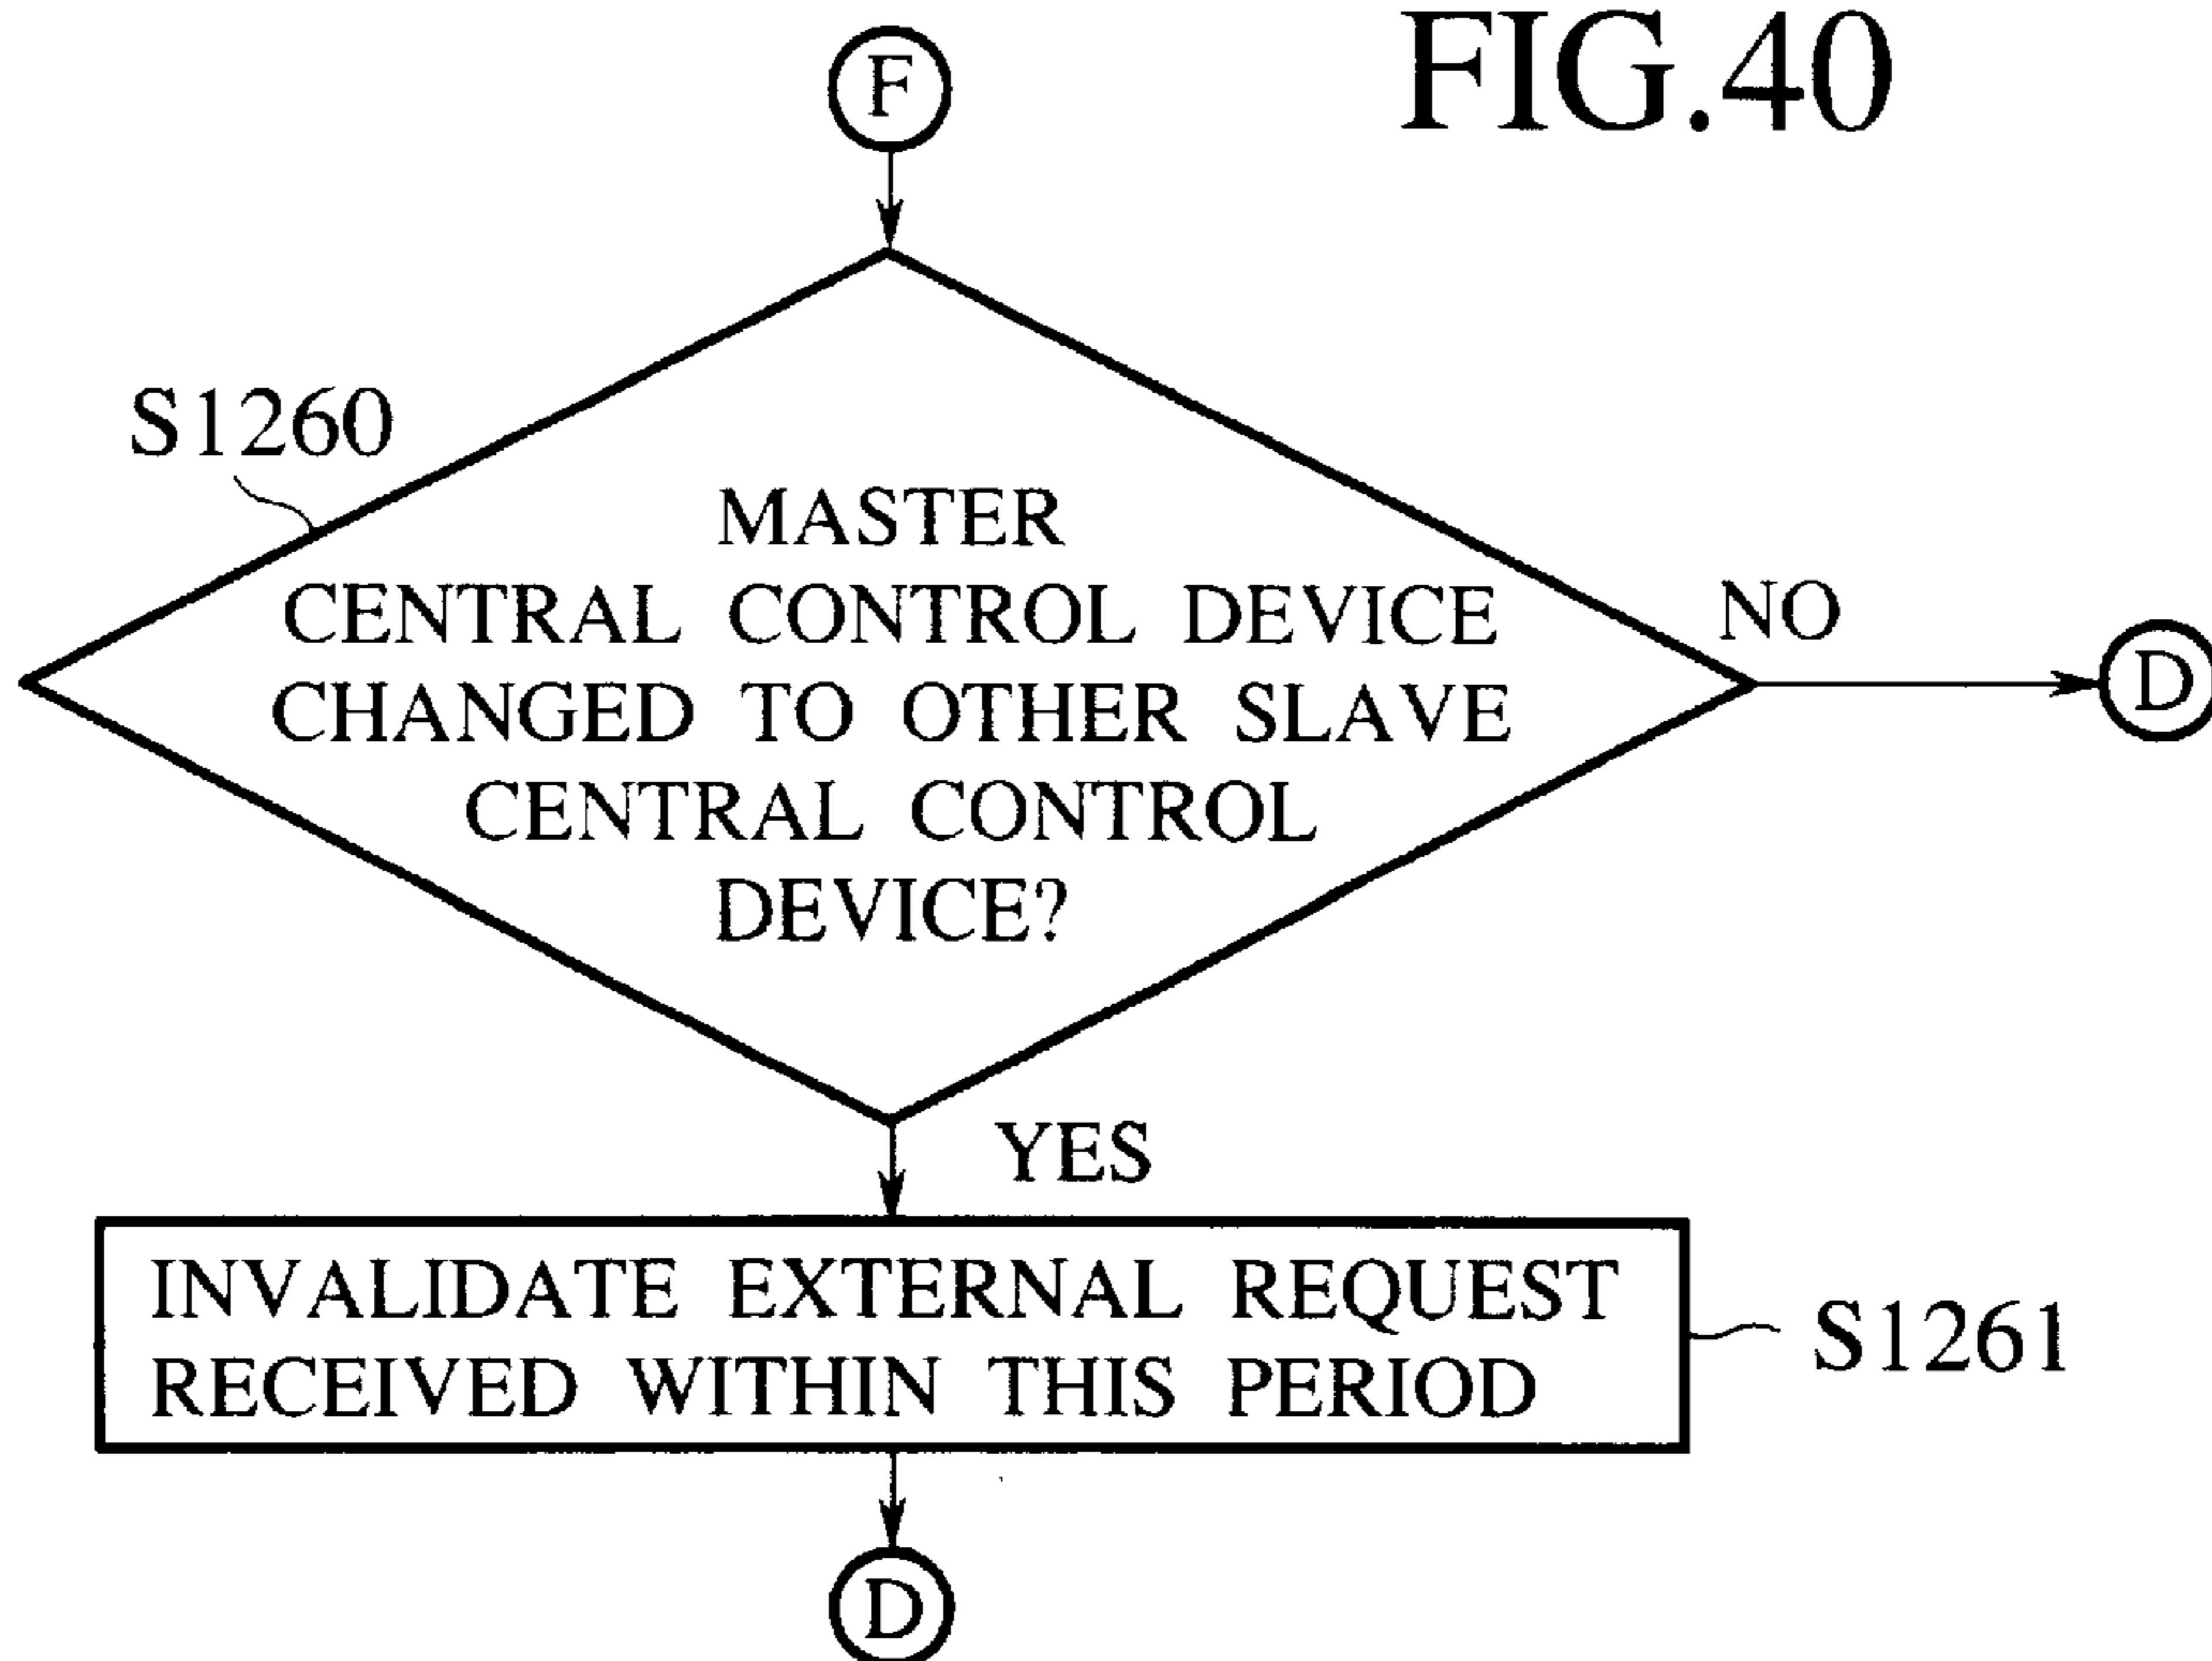 FIG.40
F
S1260
MASTER
CENTRAL CONTROL DEVICE
CHANGED TO OTHER SLAVE
CENTRAL CONTROL
DEVICE?
NO
D
YES
INVALIDATE EXTERNAL REQUEST
RECEIVED WITHIN THIS PERIOD
S1261
D